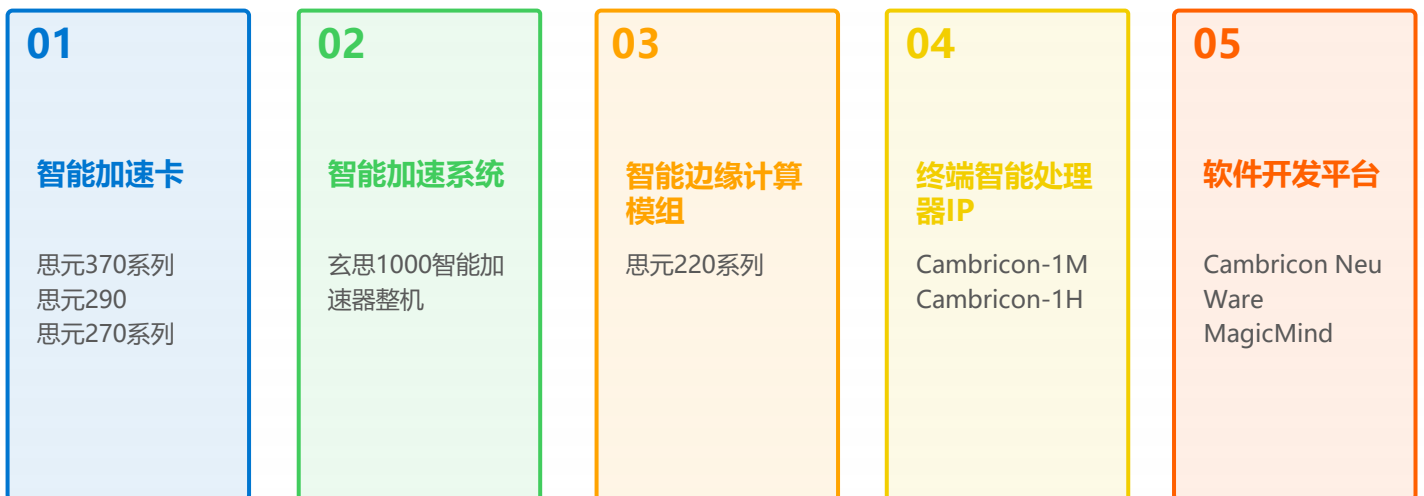 01
智能加速卡
思元370系列
思元290
思元270系列
02
智能加速系统
玄思1000智能加
速器整机
03
智能边缘计算
模组
思元220系列
04
终端智能处理
器IP
Cambricon-1M
Cambricon-1H
05
软件开发平台
Cambricon Neu
Ware
MagicMind